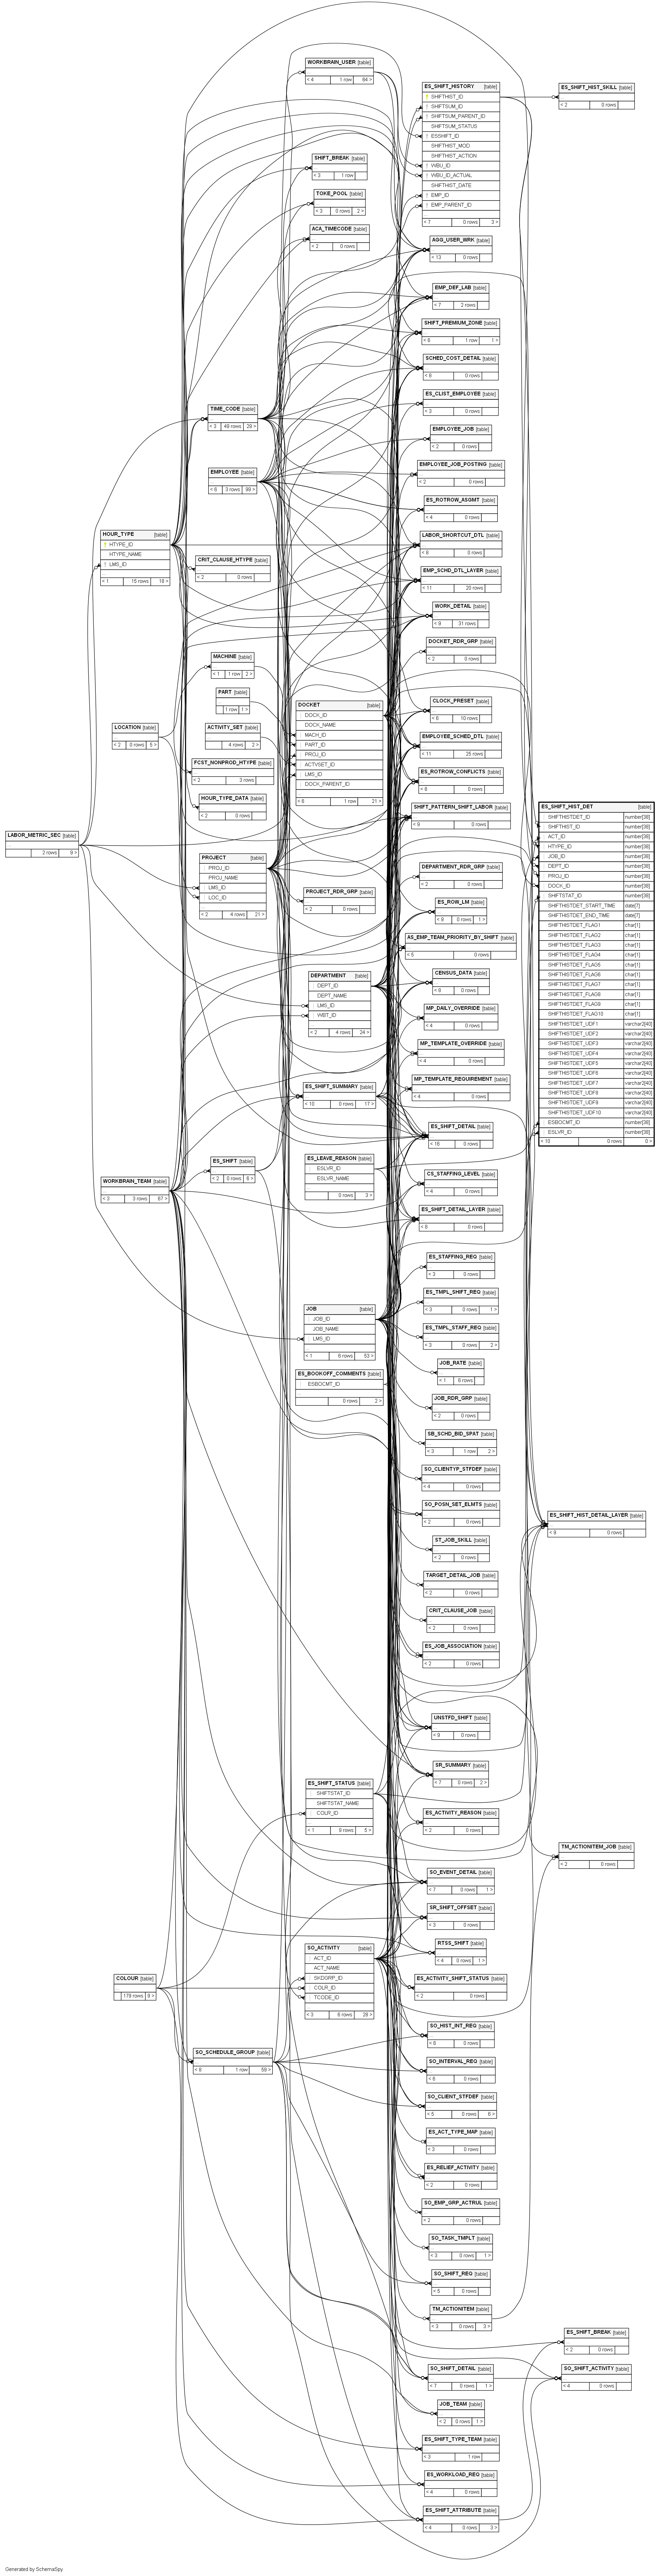 WORKBRAIN_USER [table]
< 4 1 row 84 >
ES_SHIFT_HISTORY [table]
SHIFTHIST_ID
SHIFTSUM_ID
SHIFTSUM_PARENT_ID
SHIFTSUM_STATUS
ESSHIFT_ID
SHIFTHIST_MOD
SHIFTHIST_ACTION
WBU_ID
WBU_ID_ACTUAL
SHIFTHIST_DATE
EMP_ID
EMP_PARENT_ID
< 7 0 rows 3 >
ES_SHIFT_HIST_SKILL [table]
< 2 0 rows
SHIFT_BREAK [table]
< 3 1 row
TOKE_POOL [table]
< 3 0 rows 2 >
ACA_TIMECODE [table]
< 2 0 rows
AGG_USER_WRK [table]
< 13 0 rows
EMP_DEF_LAB [table]
< 7 2 rows
SHIFT_PREMIUM_ZONE [table]
1 row 1 >
SCHED_COST_DETAIL [table]
0 rows
ES_CLIST_EMPLOYEE [table]
< 3 0 rows
TIME_CODE [table]
< 3 49 rows 29 >
EMPLOYEE_JOB [table]
< 2 0 rows
EMPLOYEE_JOB_POSTING [table]
< 2 0 rows
EMPLOYEE [table]
3 rows
ES_ROTROW_ASGMT [table]
< 4 0 rows
HOUR_TYPE [table]
HTYPE_ID
HTYPE_NAME
LMS_ID
< 1 15 rows
LABOR_SHORTCUT_DTL [table]
0 rows
CRIT_CLAUSE_HTYPE [table]
< 2 0 rows
EMP_SCHD_DTL_LAYER [table]
< 11 20 rows
WORK_DETAIL [table]
< 9 31 rows
DOCKET_RDR_GRP [table]
< 2 0 rows
MACHINE [table]
< 1 1 row 2 >
PART [table]
1 row 1 >
DOCKET [table]
DOCK_ID
DOCK_NAME
MACH_ID
PART_ID
PROJ_ID
ACTVSET_ID
LMS_ID
DOCK_PARENT_ID
1 row 21 >
CLOCK_PRESET [table]
10 rows
LOCATION [table]
< 2 0 rows
ACTIVITY_SET [table]
4 rows 2 >
EMPLOYEE_SCHED_DTL [table]
< 11 25 rows
FCST_NONPROD_HTYPE [table]
< 2 3 rows
ES_ROTROW_CONFLICTS [table]
0 rows
HOUR_TYPE_DATA [table]
< 2 0 rows
SHIFT_PATTERN_SHIFT_LABOR [table]
0 rows
ES_SHIFT_HIST_DET [table]
SHIFTHISTDET_ID number[38]
SHIFTHIST_ID number[38]
ACT_ID number[38]
HTYPE_ID number[38]
JOB_ID number[38]
DEPT_ID number[38]
PROJ_ID number[38]
DOCK_ID number[38]
SHIFTSTAT_ID number[38]
SHIFTHISTDET_START_TIME date[7]
SHIFTHISTDET_END_TIME date[7]
SHIFTHISTDET_FLAG1 char[1]
SHIFTHISTDET_FLAG2 char[1]
SHIFTHISTDET_FLAG3 char[1]
SHIFTHISTDET_FLAG4 char[1]
SHIFTHISTDET_FLAG5 char[1]
SHIFTHISTDET_FLAG6 char[1]
SHIFTHISTDET_FLAG7 char[1]
SHIFTHISTDET_FLAG8 char[1]
SHIFTHISTDET_FLAG9 char[1]
SHIFTHISTDET_FLAG10 char[1]
SHIFTHISTDET_UDF1 varchar2[40]
SHIFTHISTDET_UDF2 varchar2[40]
SHIFTHISTDET_UDF3 varchar2[40]
SHIFTHISTDET_UDF4 varchar2[40]
SHIFTHISTDET_UDF5 varchar2[40]
SHIFTHISTDET_UDF6 varchar2[40]
SHIFTHISTDET_UDF7 varchar2[40]
SHIFTHISTDET_UDF8 varchar2[40]
SHIFTHISTDET_UDF9 varchar2[40]
SHIFTHISTDET_UDF10 varchar2[40]
ESBOCMT_ID number[38]
ESLVR_ID number[38]
< 10 0 rows 0 >
LABOR_METRIC_SEC [table]
2 rows
PROJECT [table]
PROJ_ID
PROJ_NAME
LMS_ID
LOC_ID
< 2 4 rows 21 >
DEPARTMENT_RDR_GRP [table]
< 2 0 rows
PROJECT_RDR_GRP [table]
< 2 0 rows
ES_ROW_LM [table]
0 rows 1 >
AS_EMP_TEAM_PRIORITY_BY_SHIFT [table]
< 5 0 rows
DEPARTMENT [table]
DEPT_ID
DEPT_NAME
LMS_ID
WBT_ID
< 2 4 rows 24 >
CENSUS_DATA [table]
0 rows
MP_DAILY_OVERRIDE [table]
< 4 0 rows
MP_TEMPLATE_OVERRIDE [table]
< 4 0 rows
MP_TEMPLATE_REQUIREMENT [table]
< 4 0 rows
ES_SHIFT_SUMMARY [table]
< 10 0 rows 17 >
ES_SHIFT_DETAIL [table]
0 rows
ES_SHIFT [table]
< 2 0 rows
ES_LEAVE_REASON [table]
ESLVR_ID
ESLVR_NAME
0 rows 3 >
WORKBRAIN_TEAM [table]
< 3 3 rows 67 >
CS_STAFFING_LEVEL [table]
< 4 0 rows
ES_SHIFT_DETAIL_LAYER [table]
0 rows
ES_STAFFING_REQ [table]
< 3 0 rows
ES_TMPL_SHIFT_REQ [table]
< 3 0 rows 1 >
JOB [table]
JOB_ID
JOB_NAME
LMS_ID
< 1 6 rows 53 >
ES_TMPL_STAFF_REQ [table]
< 3 0 rows 2 >
JOB_RATE [table]
< 1 6 rows
ES_BOOKOFF_COMMENTS [table]
ESBOCMT_ID
0 rows 2 >
JOB_RDR_GRP [table]
< 2 0 rows
SB_SCHD_BID_SPAT [table]
< 3 1 row 2 >
SO_CLIENTYP_STFDEF [table]
< 4 0 rows
SO_POSN_SET_ELMTS [table]
< 2 0 rows
ES_SHIFT_HIST_DETAIL_LAYER [table]
0 rows
ST_JOB_SKILL [table]
< 2 0 rows
TARGET_DETAIL_JOB [table]
< 2 0 rows
CRIT_CLAUSE_JOB [table]
< 2 0 rows
ES_JOB_ASSOCIATION [table]
< 2 0 rows
UNSTFD_SHIFT [table]
0 rows
SR_SUMMARY [table]
< 7 0 rows 2 >
ES_SHIFT_STATUS [table]
SHIFTSTAT_ID
SHIFTSTAT_NAME
COLR_ID
< 1 9 rows 5 >
ES_ACTIVITY_REASON [table]
< 2 0 rows
TM_ACTIONITEM_JOB [table]
< 2 0 rows
SO_EVENT_DETAIL [table]
< 7 0 rows 1 >
SR_SHIFT_OFFSET [table]
< 3 0 rows
RTSS_SHIFT [table]
< 4 0 rows 1 >
SO_ACTIVITY [table]
ACT_ID
ACT_NAME
SKDGRP_ID
COLR_ID
TCODE_ID
< 3 6 rows 28 >
COLOUR [table]
178 rows 9 >
ES_ACTIVITY_SHIFT_STATUS [table]
< 2 0 rows
SO_HIST_INT_REQ [table]
0 rows
SO_SCHEDULE_GROUP [table]
1 row 59 >
SO_INTERVAL_REQ [table]
0 rows
SO_CLIENT_STFDEF [table]
< 5 0 rows 6 >
ES_ACT_TYPE_MAP [table]
< 3 0 rows
ES_RELIEF_ACTIVITY [table]
< 2 0 rows
SO_EMP_GRP_ACTRUL [table]
< 2 0 rows
SO_TASK_TMPLT [table]
< 3 0 rows 1 >
SO_SHIFT_REQ [table]
< 5 0 rows
TM_ACTIONITEM [table]
< 3 0 rows 3 >
ES_SHIFT_BREAK [table]
< 2 0 rows
SO_SHIFT_DETAIL [table]
< 7 0 rows 1 >
SO_SHIFT_ACTIVITY [table]
< 4 0 rows
JOB_TEAM [table]
< 2 0 rows 1 >
ES_SHIFT_TYPE_TEAM [table]
< 3 1 row
ES_WORKLOAD_REQ [table]
< 4 0 rows
ES_SHIFT_ATTRIBUTE [table]
< 4 0 rows 3 >
Generated by SchemaSpy